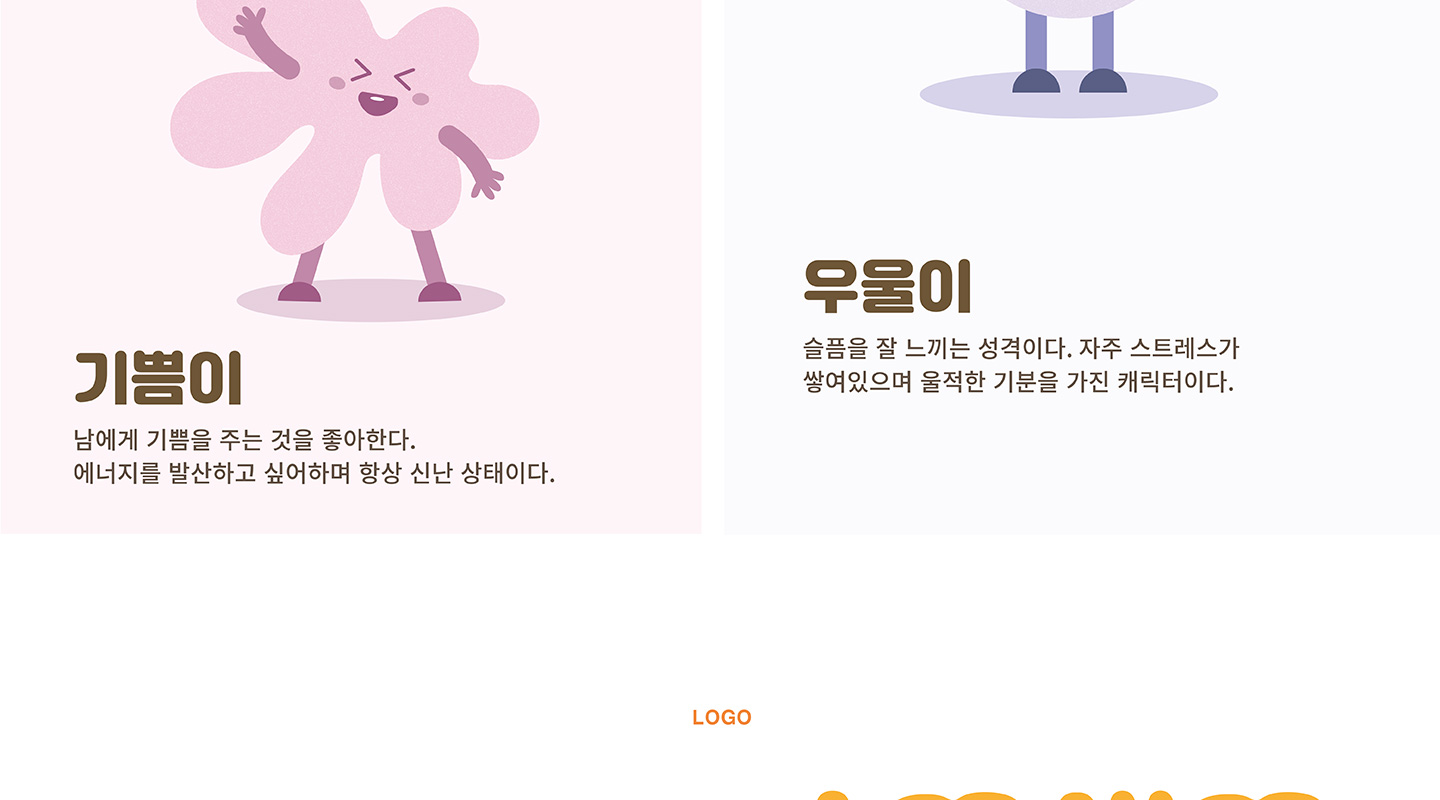 기쁨이
남에게 기쁨을 주는 것을 좋아한다.
에너지를 발산하고 싶어하며 항상 신난 상태이다.
우울이
슬픔을 잘 느끼는 성격이다. 자주 스트레스가
쌓여있으며 울적한 기분을 가진 캐릭터이다.
LOGO